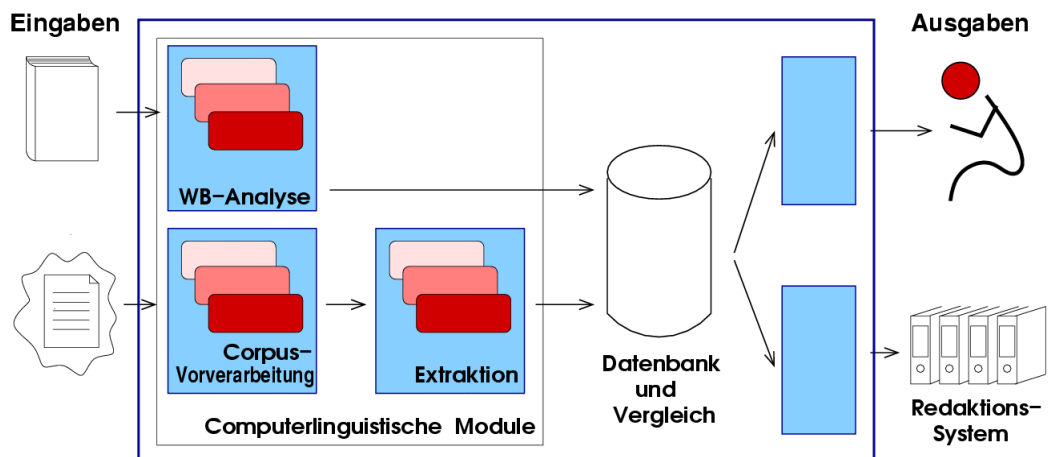 Eingaben
Ausgaben
WB-Analyse
Corpus-
Vorverarbeitung
Extraktion
Computerlinguistische Module
Datenbank
und
Vergleich
Redaktions-
System